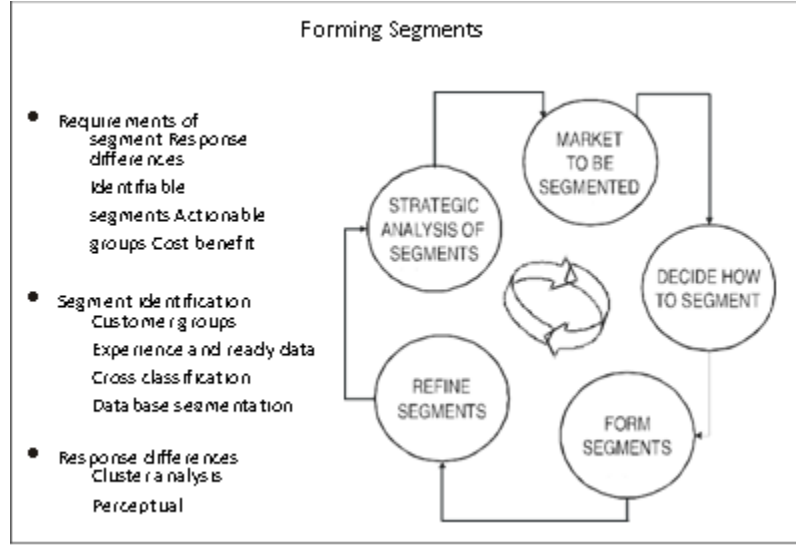 Forming Segments
• Requirements of
segment Response
differences
Identifiable
segments Actionable
groups Cost benefit
• Segment identification
Customer groups
Experience and ready data
Cross classification
Data base segmentation
• Response differences
Cluster analysis
Perceptual
MARKET
TO BE
SEGMENTED
DECIDE HOW
TO SEGMENT
FORM
SEGMENTS
REFINE
SEGMENTS
STRATEGIC
ANALYSIS OF
SEGMENTS